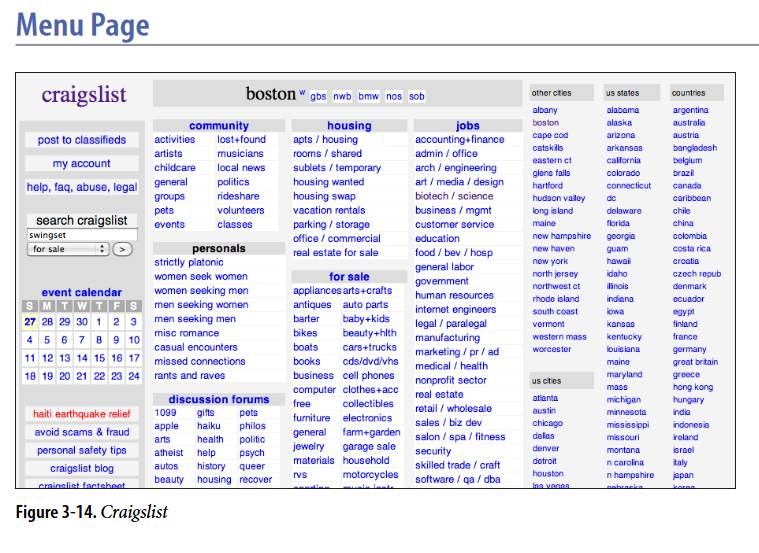 Menu Page
craigslist
post to classifieds
my account
help, faq, abuse, legal
search craigslist
swingset
for sale >
event calendar
S M T W T F S
27 28 29 30 1 2 3
4 5 6 7 8 9 10
11 12 13 14 15 16 17
18 19 20 21 22 23 24
haiti earthquake relief
avoid scams & fraud
personal safety tips
craigslist blog
craigslist factsheet
boston w gbs nwb bmw nos sob
community
activities lost+found
artists musicians
childcare local news
general politics
groups rideshare
pets volunteers
events classes
personals
strictly platonic
women seek women
women seeking men
men seeking women
men seeking men
misc romance
casual encounters
missed connections
rants and raves
discussion forums
1099 gifts pets
apple haiku philos
arts health politic
atheist help psych
autos history queer
beauty housing recover
housing
apts / housing
rooms / shared
sublets / temporary
housing wanted
housing swap
vacation rentals
parking / storage
office / commercial
real estate for sale
for sale
appliances arts+crafts
antiques auto parts
barter baby+kids
bikes beauty+hlth
boats cars+trucks
books cds/dvd/vhs
business cell phones
computer clothes+acc
free collectibles
furniture electronics
general farm+garden
jewelry garage sale
materials household
rvs motorcycles
jobs
accounting+finance
admin / office
arch / engineering
art / media / design
biotech / science
business / mgmt
customer service
education
food / bev / hosp
general labor
government
human resources
internet engineers
legal / paralegal
manufacturing
marketing / pr / ad
medical / health
nonprofit sector
real estate
retail / wholesale
sales / biz dev
salon / spa / fitness
security
skilled trade / craft
software / qa / dba
other cities
albany
boston
cape cod
catskills
eastern ct
glens falls
hartford
hudson valley
long island
maine
new hampshire
new haven
new york
north jersey
northwest ct
rhode island
south coast
vermont
western mass
worcester
us cities
atlanta
austin
chicago
dallas
denver
detroit
houston
las vegas
us states
alabama
alaska
arizona
arkansas
california
colorado
connecticut
dc
delaware
florida
georgia
guam
hawaii
idaho
illinois
indiana
iowa
kansas
kentucky
louisiana
maine
maryland
mass
michigan
minnesota
mississippi
missouri
montana
n carolina
n hampshire
countries
argentina
australia
austria
bangladesh
belgium
brazil
canada
caribbean
chile
china
colombia
costa rica
croatia
czech repub
denmark
ecuador
egypt
finland
france
germany
great britain
greece
hong kong
hungary
india
indonesia
ireland
israel
italy
japan
Figure 3-14. Craigslist